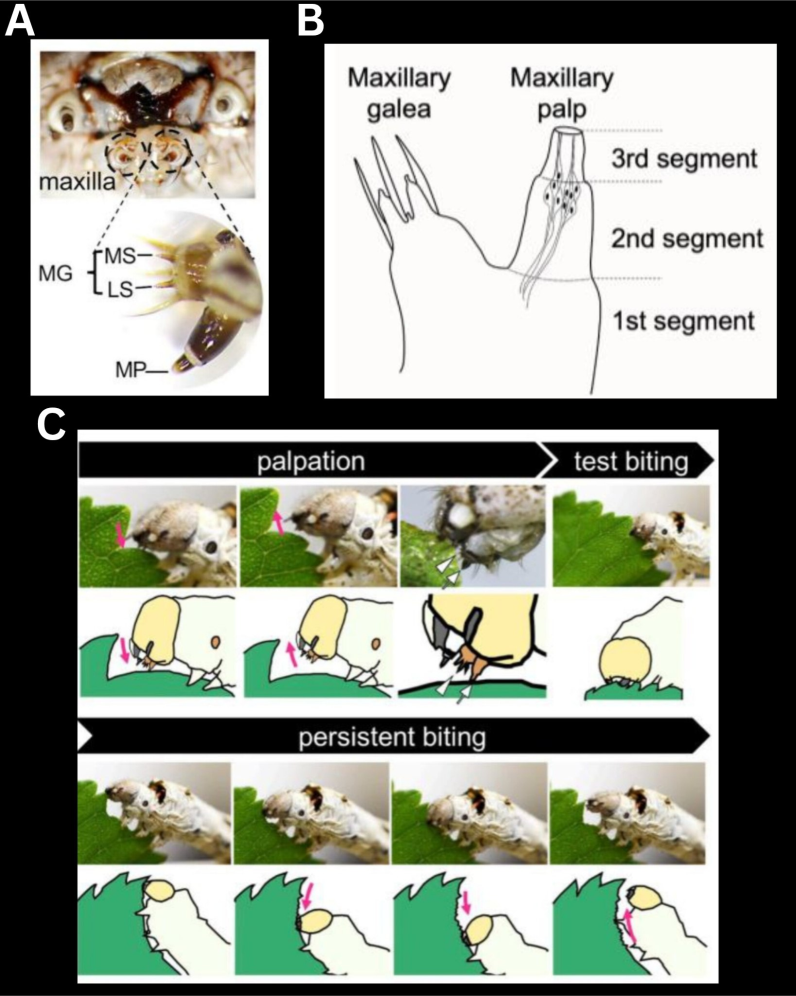 A
B
maxilla
MG
MS
LS
MP
Maxillary
galea
Maxillary
palp
3rd segment
2nd segment
1st segment
C
palpation
test biting
persistent biting